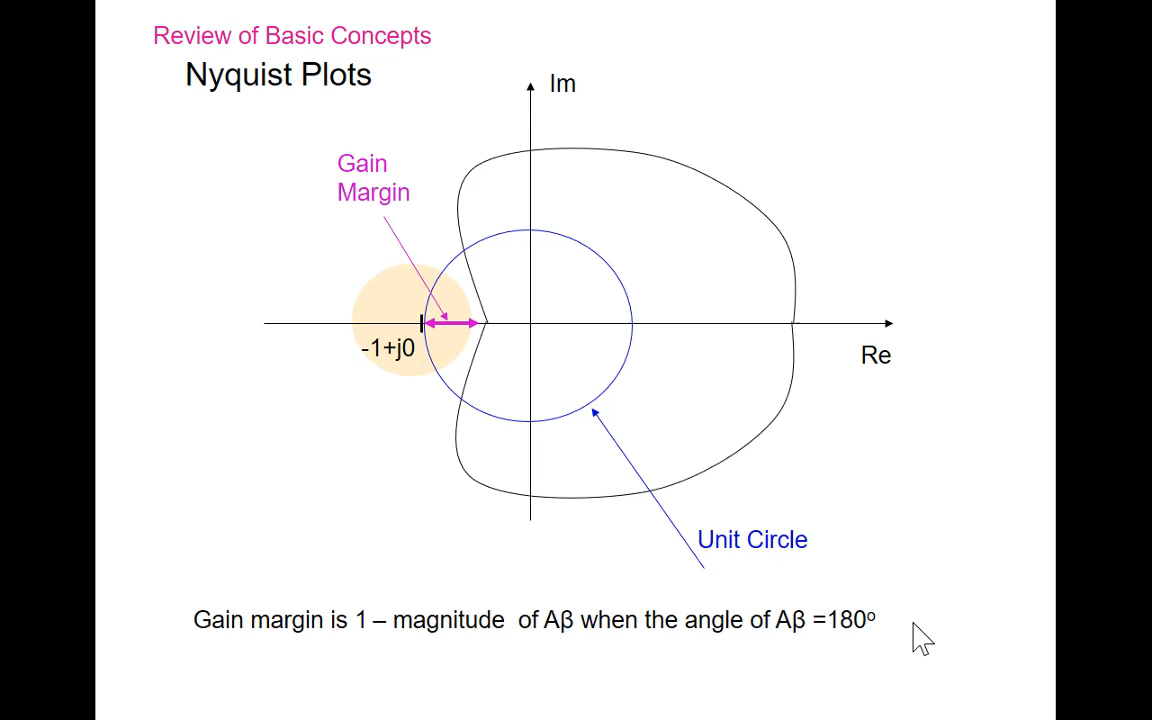 Review of Basic Concepts
Nyquist Plots
Im
Gain
Margin
-1+j0
Re
Unit Circle
Gain margin is 1 – magnitude of Aβ when the angle of Aβ =180º